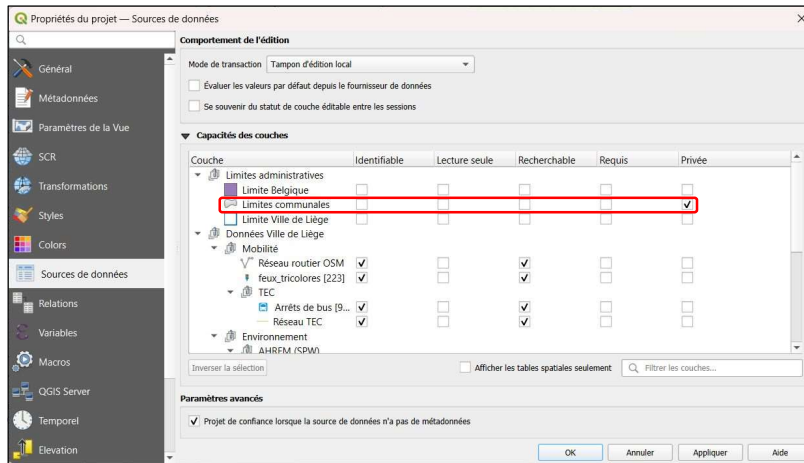 Propriétés du projet — Sources de données
Général
Métadonnées
Paramètres de la Vue
SCR
Transformations
Styles
Colors
Sources de données
Relations
Variables
Macros
QGIS Server
Temporel
Elevation
Comportement de l'édition
Mode de transaction Tampon d'édition local
Évaluer les valeurs par défaut depuis le fournisseur de données
Se souvenir du statut de couche éditable entre les sessions
Capacités des couches
Couche Identifiable Lecture seule Recherchable Requis Privée
Limites administratives
Limite Belgique
Limites communales
Limite Ville de Liège
Données Ville de Liège
Mobilité
Réseau routier OSM
feux_tricolores [223]
TEC
Arrêts de bus [9...
Réseau TEC
Environnement
AHREM (SPW)
Inverser la sélection Afficher les tables spatiales seulement Filtrer les couches...
Paramètres avancés
Projet de confiance lorsque la source de données n'a pas de métadonnées
OK Annuler Appliquer Aide